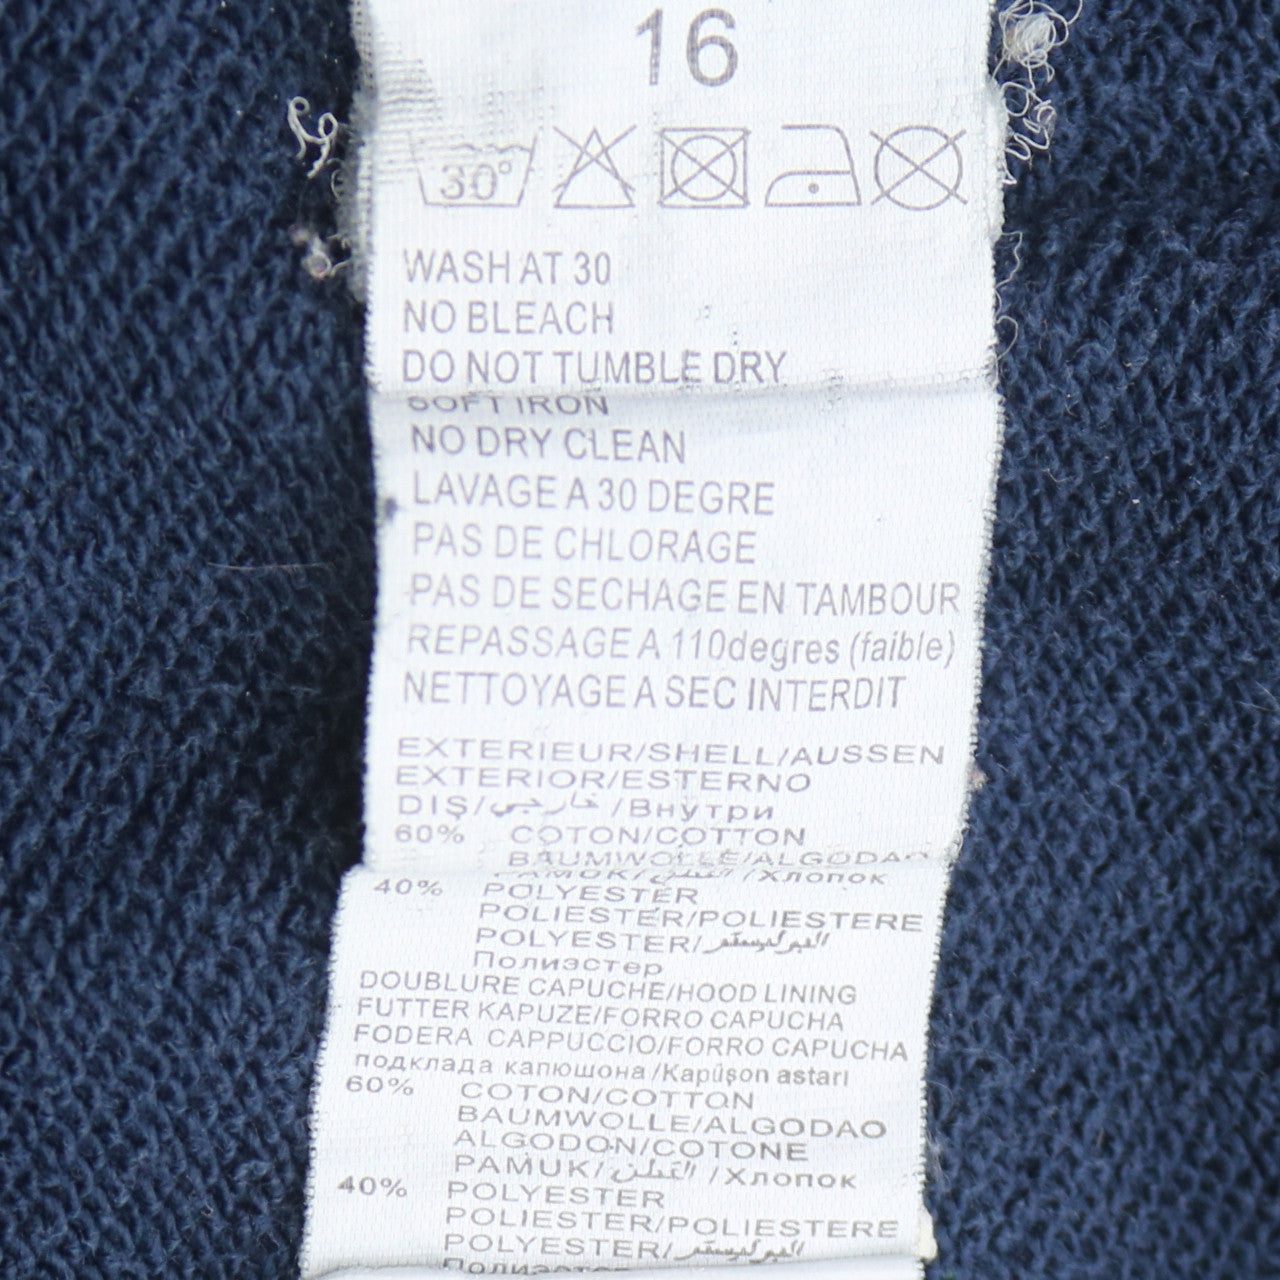 16
30°
WASH AT 30
NO BLEACH
DO NOT TUMBLE DRY
SOFT IRON
NO DRY CLEAN
LAVAGE A 30 DEGRE
PAS DE CHLORAGE
PAS DE SECHAGE EN TAMBOUR
REPASSAGE A 110degres (faible)
NETTOYAGE A SEC INTERDIT
EXTERIEUR/SHELL/AUSSEN
EXTERIOR/ESTERNO
DIŞ/خارجي/Внутри
60% COTON/COTTON
BAUMWOLLE/ALGODAO
PAMUK/القطن/Хлопок
40% POLYESTER
POLIESTER/POLIESTERE
POLYESTER/
Полиэстер
DOUBLURE CAPUCHE/HOOD LINING
FUTTER KAPUZE/FORRO CAPUCHA
FODERA CAPPUCCIO/FORRO CAPUCHA
подклада капюшона/Kapüşon astarı
60% COTON/COTTON
BAUMWOLLE/ALGODAO
ALGODON/COTONE
PAMUK/القطن/Хлопок
40% POLYESTER
POLIESTER/POLIESTERE
POLYESTER/
Полиэстер